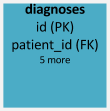 diagnoses
id (PK)
patient_id (FK)
5 more